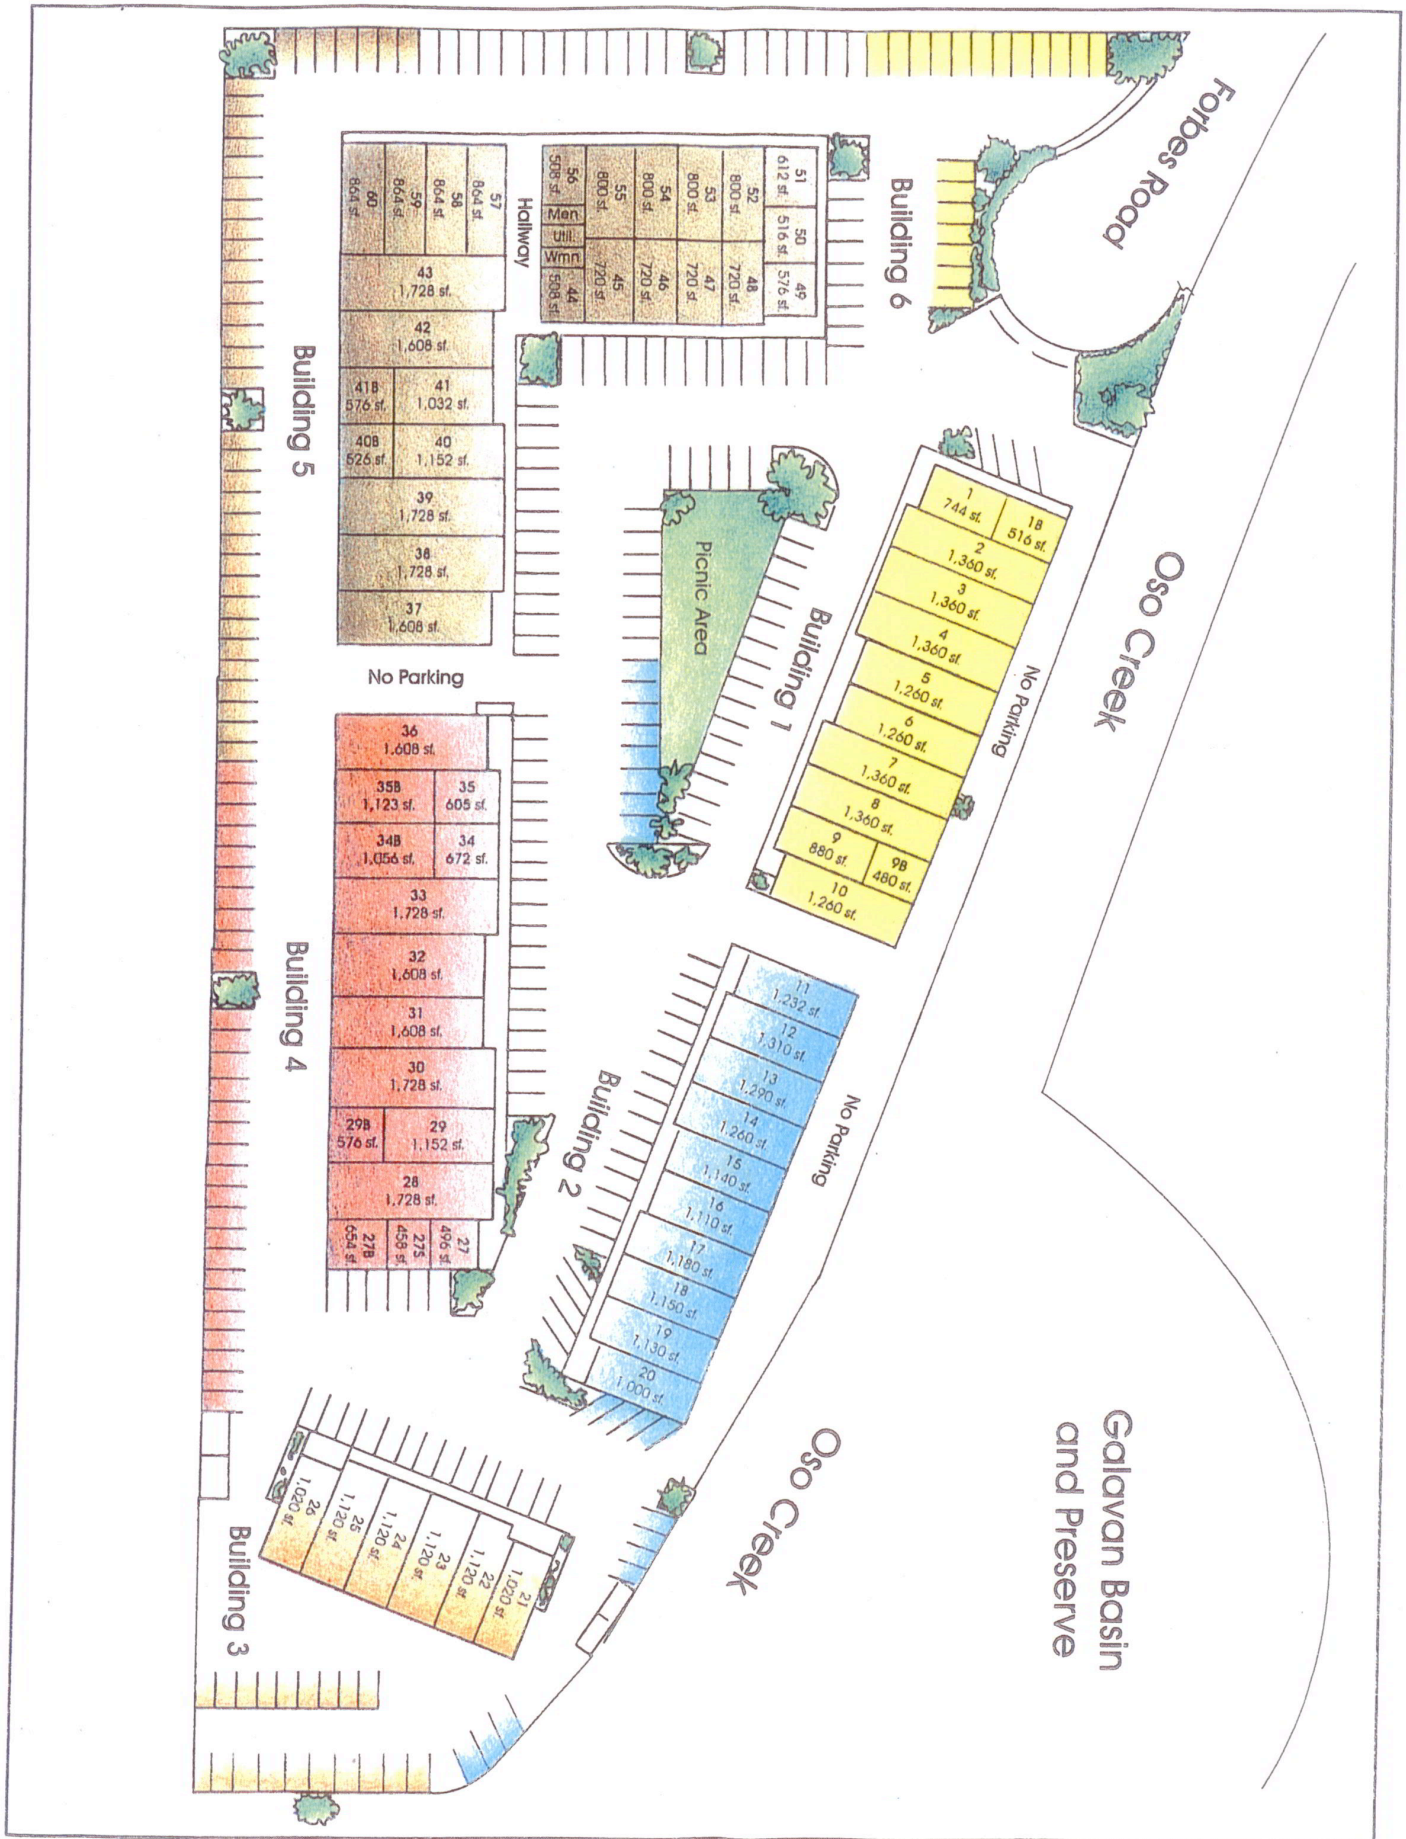 Forbes Road
Oso Creek
Oso Creek
Galavan Basin
and Preserve
Building 6
51
612 sf.
50
516 sf.
49
576 sf.
52
800 sf.
48
720 sf.
53
800 sf.
47
720 sf.
54
800 sf.
46
720 sf.
55
800 sf.
45
720 sf.
56
508 sf.
Men
Util.
Wmn
44
508 sf.
Hallway
57
864 sf.
58
864 sf.
59
864 sf.
60
864 sf.
Building 5
43
1,728 sf.
42
1,608 sf.
41B
576 sf.
41
1,032 sf.
40B
526 sf.
40
1,152 sf.
39
1,728 sf.
38
1,728 sf.
37
1,608 sf.
No Parking
Picnic Area
Building 1
1
744 sf.
1B
516 sf.
2
1,360 sf.
3
1,360 sf.
4
1,360 sf.
5
1,260 sf.
6
1,260 sf.
7
1,360 sf.
8
1,360 sf.
9
880 sf.
9B
480 sf.
10
1,260 sf.
No Parking
Building 4
36
1,608 sf.
35B
1,123 sf.
35
605 sf.
34B
1,056 sf.
34
672 sf.
33
1,728 sf.
32
1,608 sf.
31
1,608 sf.
30
1,728 sf.
29B
576 sf.
29
1,152 sf.
28
1,728 sf.
27
496 sf.
27S
458 sf.
27B
654 sf.
Building 2
11
1,232 sf.
12
1,310 sf.
13
1,290 sf.
14
1,260 sf.
15
1,140 sf.
16
1,110 sf.
17
1,180 sf.
18
1,150 sf.
19
1,130 sf.
20
1,000 sf.
No Parking
Building 3
21
1,020 sf.
22
1,120 sf.
23
1,120 sf.
24
1,120 sf.
25
1,120 sf.
26
1,020 sf.